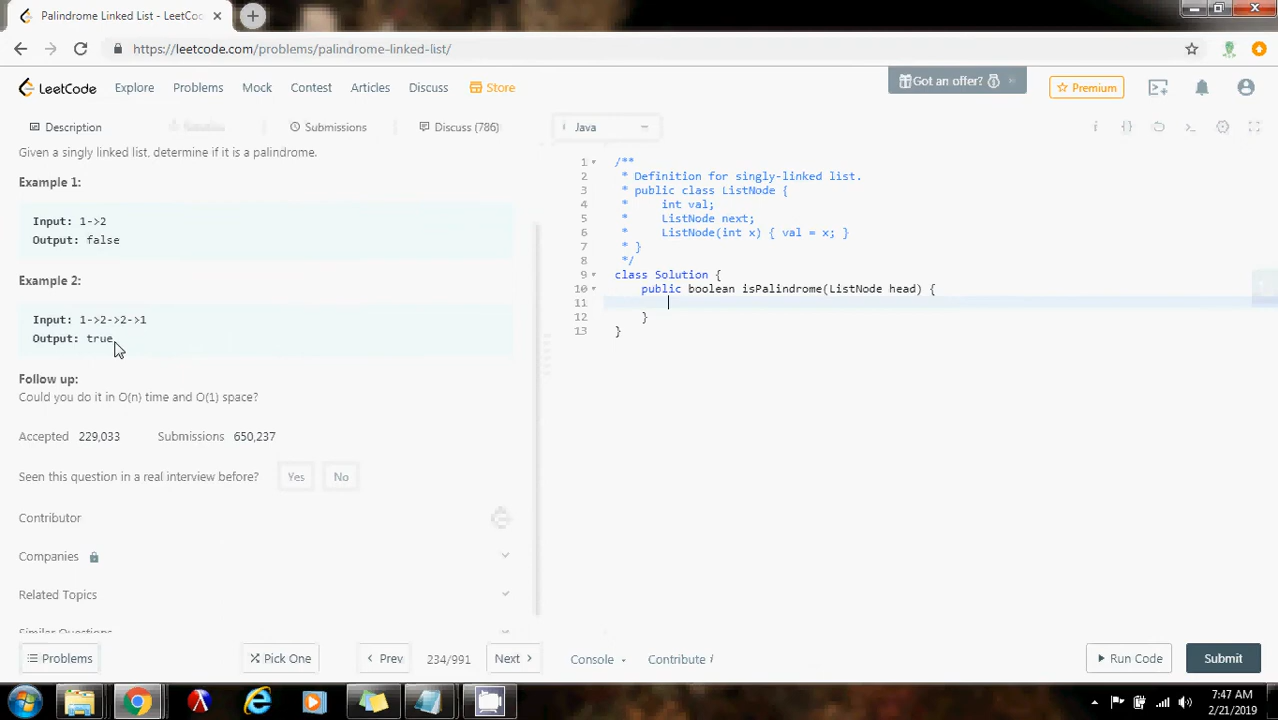 Palindrome Linked List - LeetCo
https://leetcode.com/problems/palindrome-linked-list/
LeetCode
Explore
Problems
Mock
Contest
Articles
Discuss
Store
Got an offer?
Premium
Description
Submissions
Discuss (786)
Java
Given a singly linked list, determine if it is a palindrome.
Example 1:
Input: 1->2
Output: false
Example 2:
Input: 1->2->2->1
Output: true
Follow up:
Could you do it in O(n) time and O(1) space?
Accepted 229,033 Submissions 650,237
Seen this question in a real interview before? Yes No
Contributor
Companies
Related Topics
Similar Questions
1 /**
2 * Definition for singly-linked list.
3 * public class ListNode {
4 * int val;
5 * ListNode next;
6 * ListNode(int x) { val = x; }
7 * }
8 */
9 class Solution {
10 public boolean isPalindrome(ListNode head) {
11
12 }
13 }
Problems
Pick One
Prev
234/991
Next
Console
Contribute i
Run Code
Submit
7:47 AM
2/21/2019